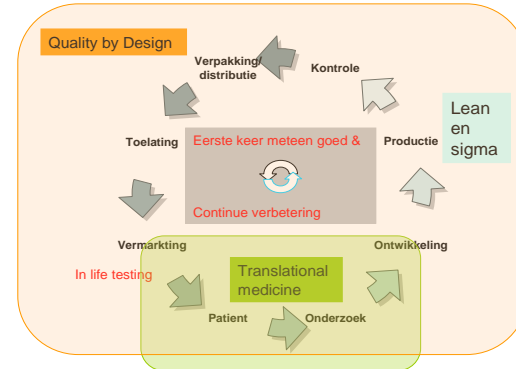 Quality by Design
Verpakking/
distributie
Kontrole
Lean
en
sigma
Toelating
Eerste keer meteen goed &
Productie
Continue verbetering
Vermarkting
Ontwikkeling
In life testing
Translational
medicine
Patient
Onderzoek